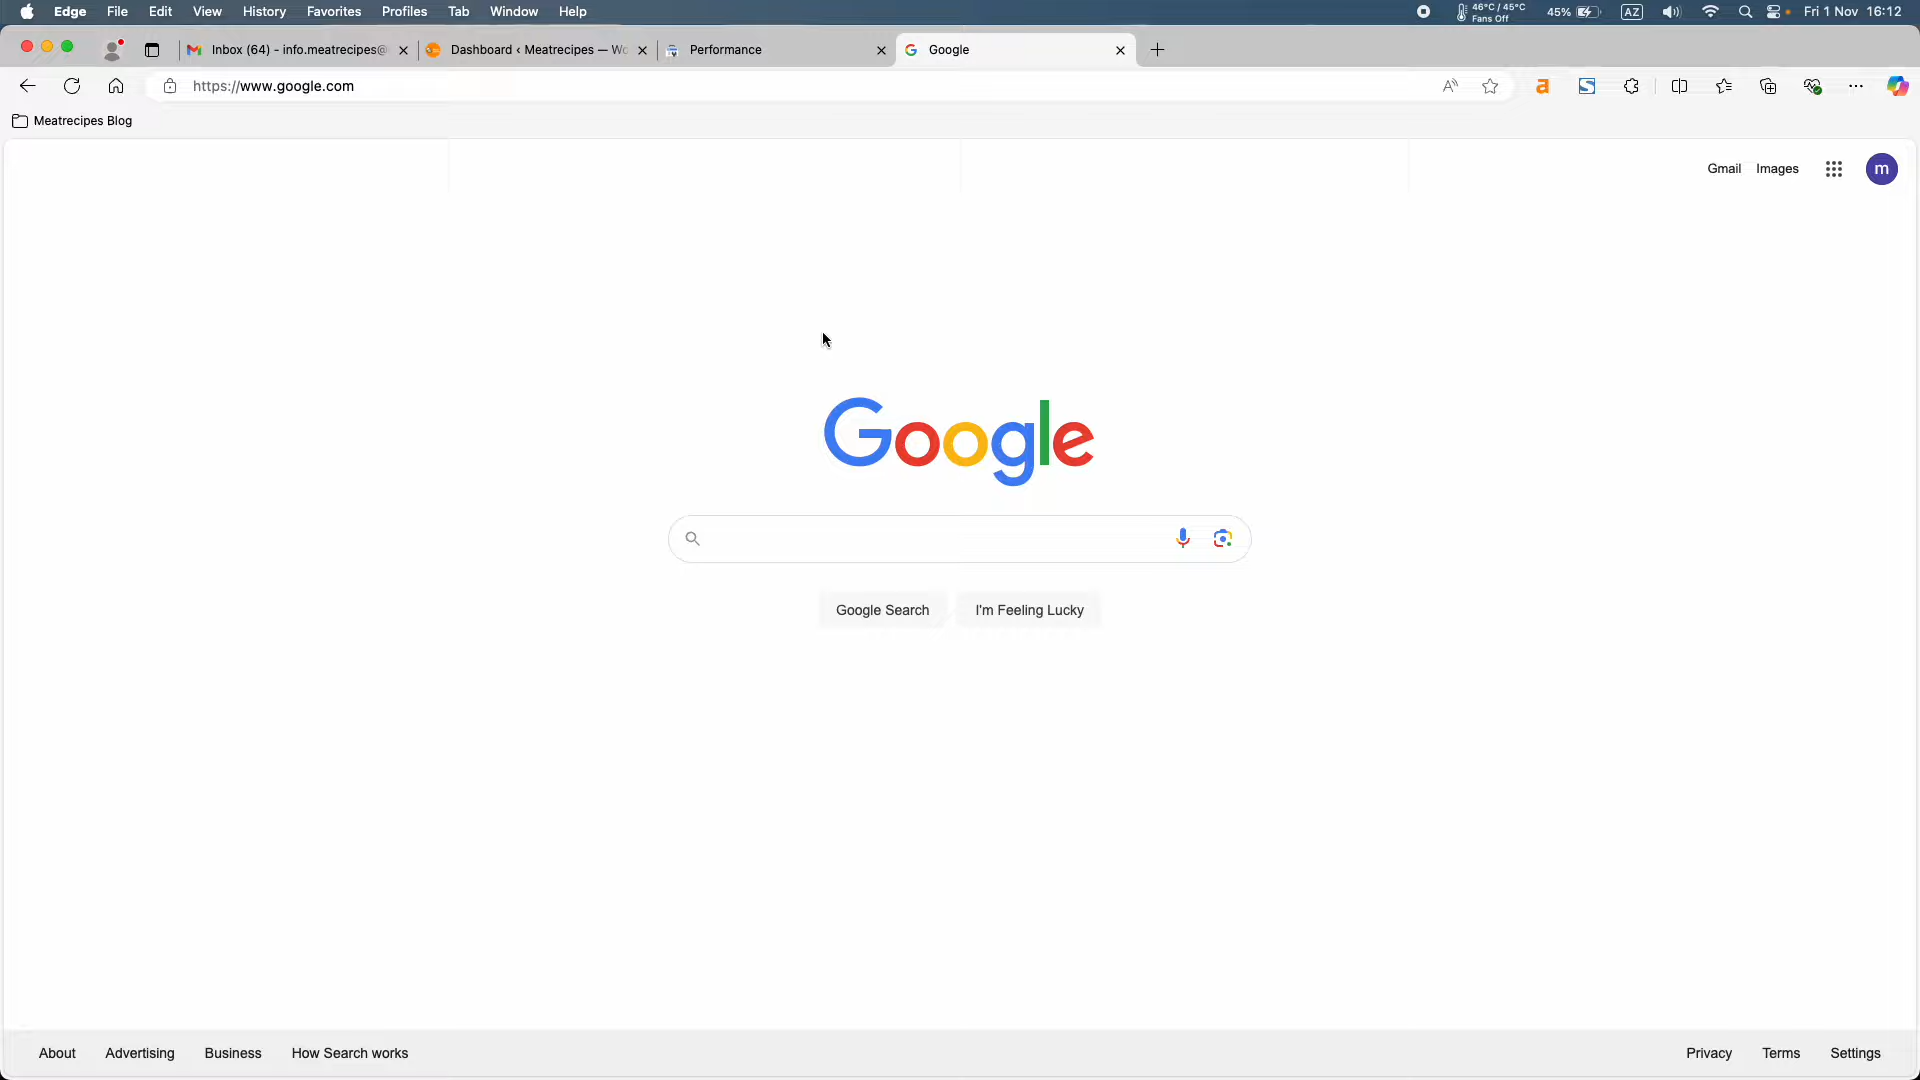 Edge File Edit View History Favorites Profiles Tab Window Help 46°C / 45°C Fans Off 45% AZ Fri 1 Nov 16:12
Inbox (64) - info.meatrecipes@ Dashboard ‹ Meatrecipes — Wo Performance Google
https://www.google.com
Meatrecipes Blog
Gmail Images m
Google
Google Search I'm Feeling Lucky
About Advertising Business How Search works Privacy Terms Settings